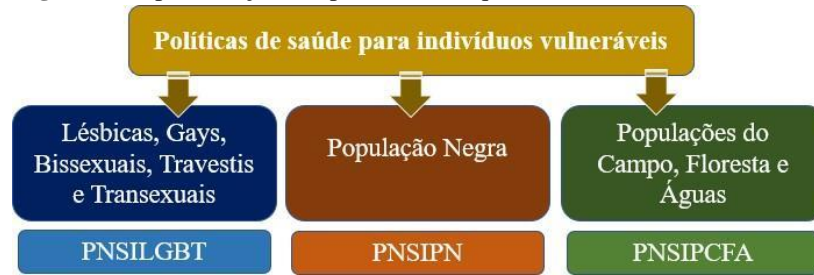 Políticas de saúde para indivíduos vulneráveis
Lésbicas, Gays,
Bissexuais, Travestis
e Transexuais
População Negra
Populações do
Campo, Floresta e
Águas
PNSILGBT
PNSIPN
PNSIPCFA